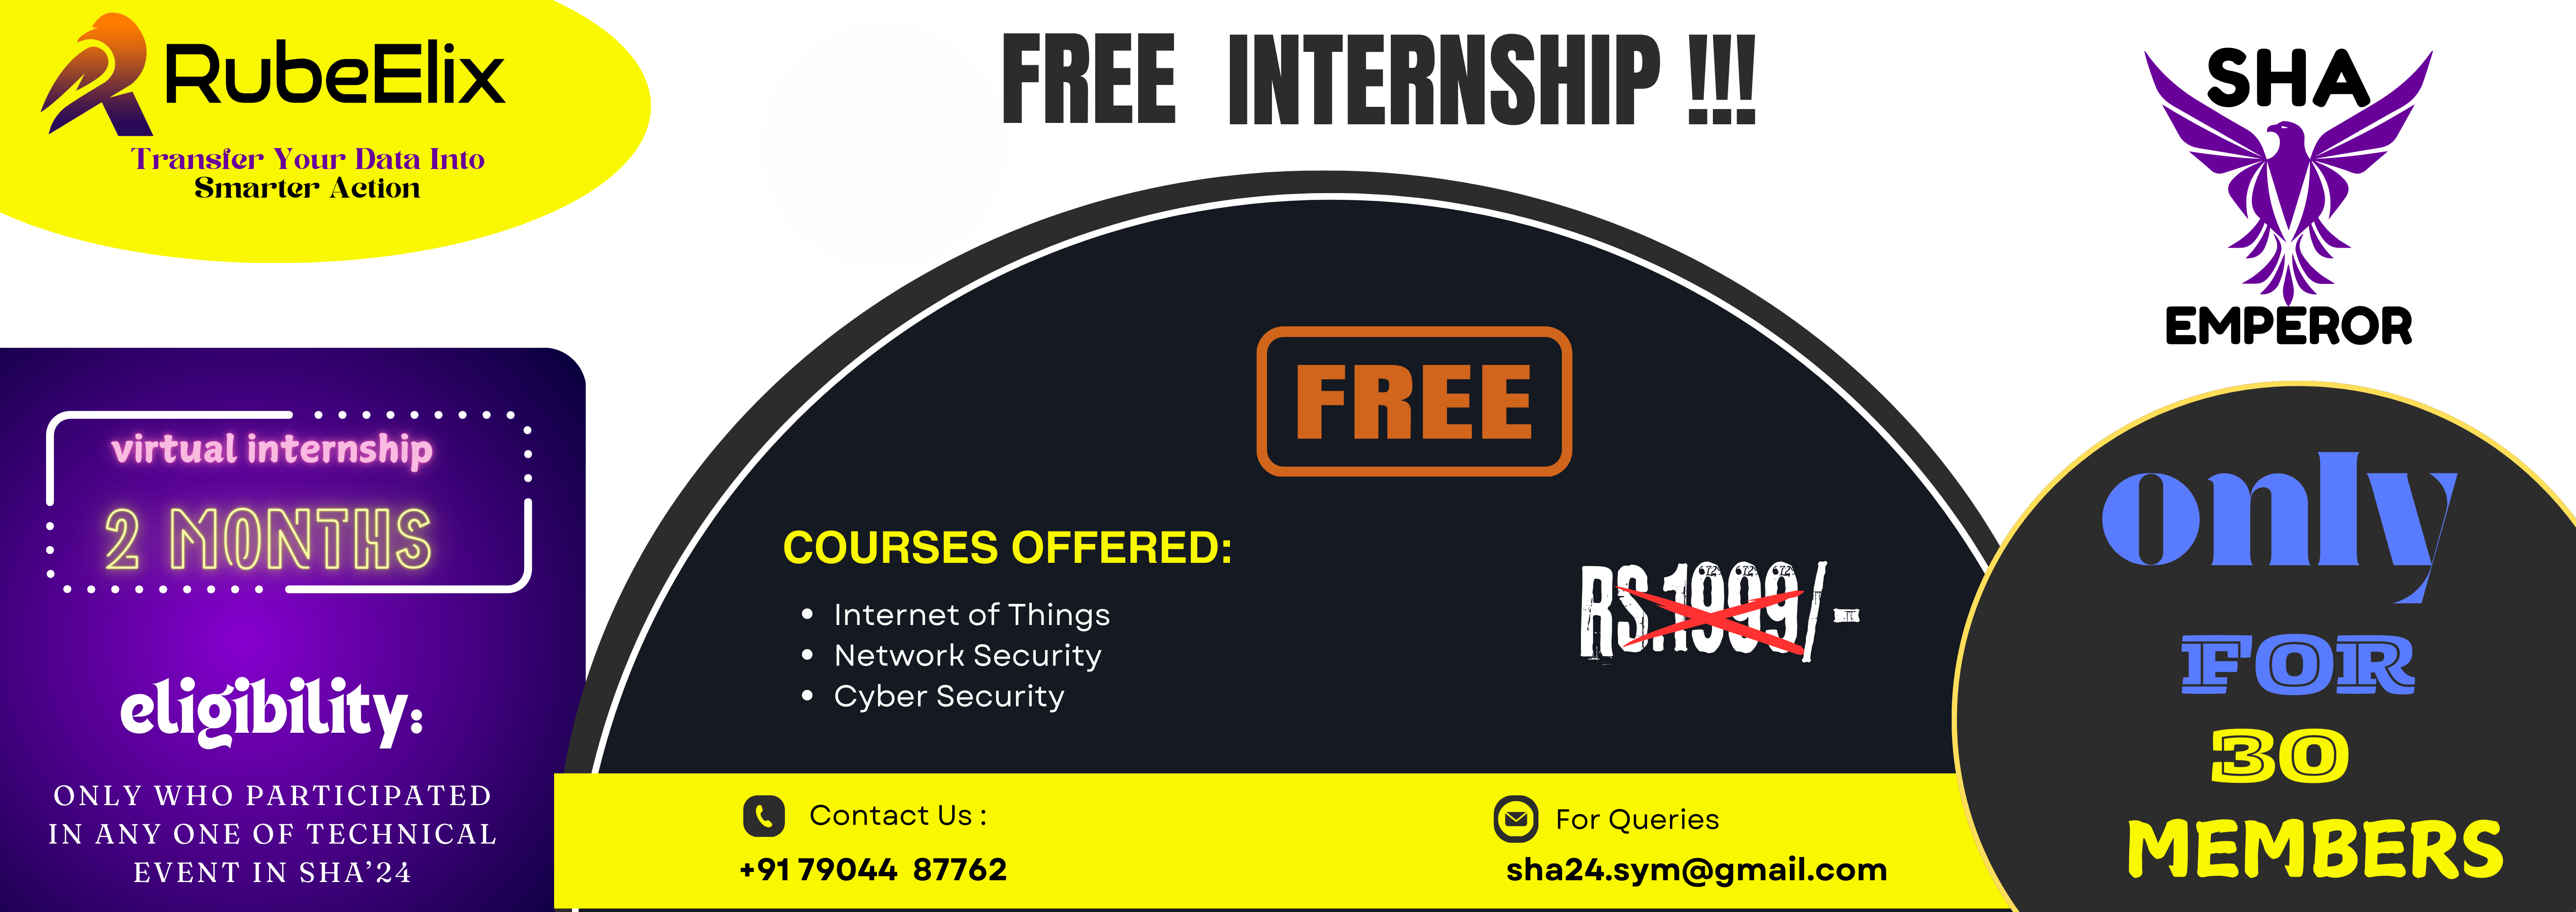 RubeElix
Transfer Your Data Into
Smarter Action
FREE INTERNSHIP !!!
SHA
EMPEROR
virtual internship
2 MONTHS
eligibility:
ONLY WHO PARTICIPATED
IN ANY ONE OF TECHNICAL
EVENT IN SHA'24
FREE
COURSES OFFERED:
• Internet of Things
• Network Security
• Cyber Security
RS.1999/-
only
FOR
30
MEMBERS
Contact Us :
+91 79044 87762
For Queries
sha24.sym@gmail.com